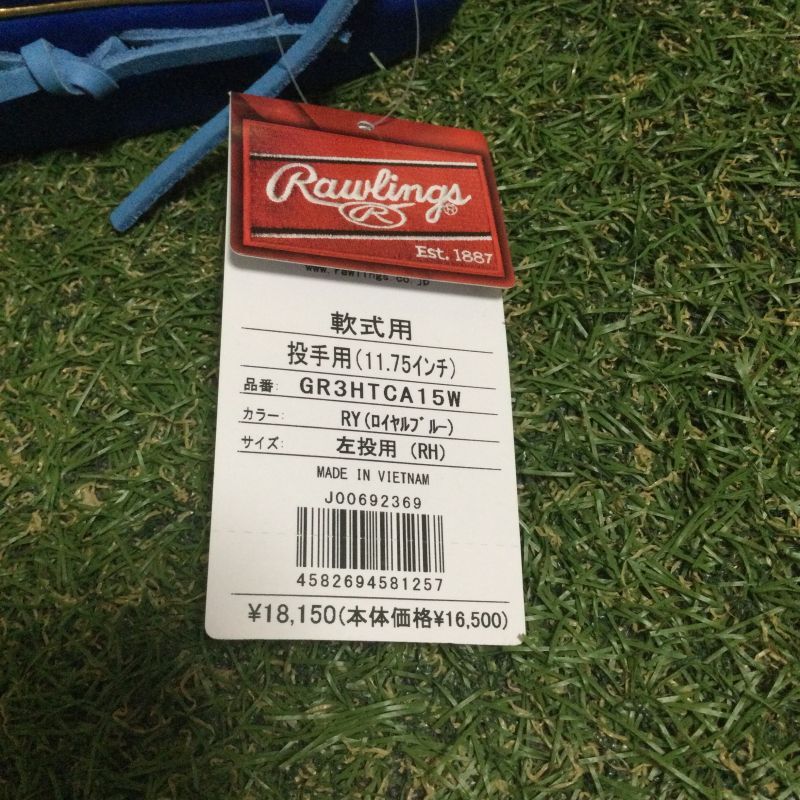 Rawlings®
R
Est. 1887
www.rawlings.co.jp
軟式用
投手用(11.75インチ)
品番: GR3HTCA15W
カラー: RY(ﾛｲﾔﾙﾌﾞﾙｰ)
サイズ: 左投用 (RH)
MADE IN VIETNAM
J00692369
4582694581257
¥18,150(本体価格¥16,500)